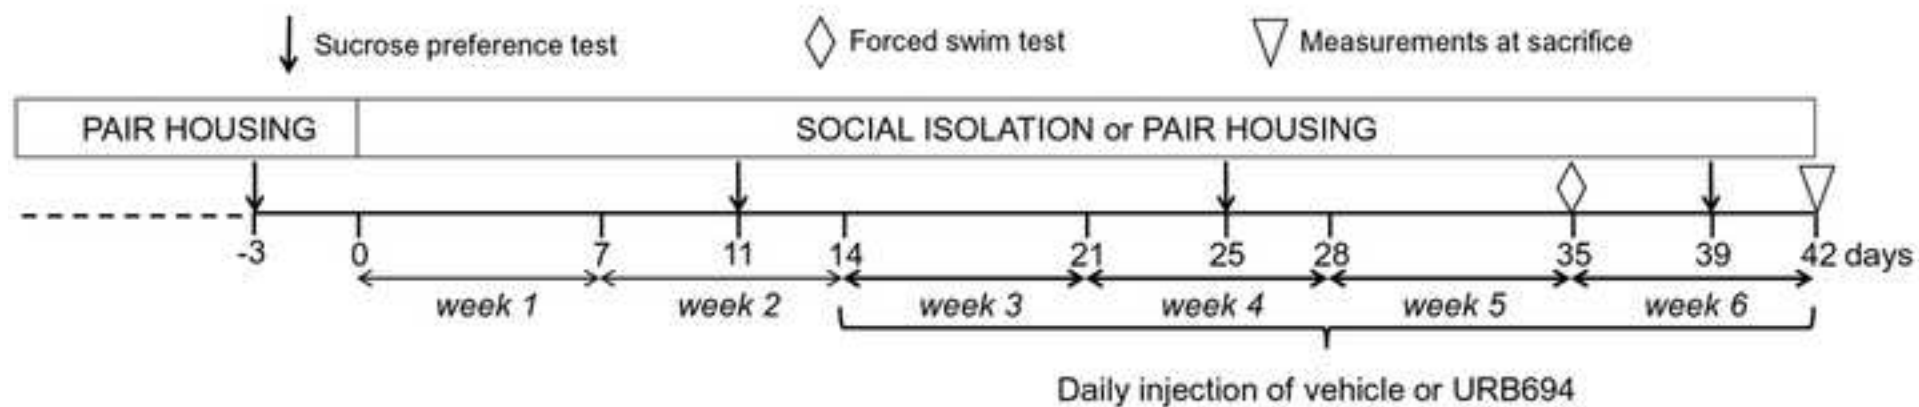 Sucrose preference test Forced swim test Measurements at sacrifice
PAIR HOUSING SOCIAL ISOLATION or PAIR HOUSING
-3 0 7 11 14 21 25 28 35 39 42 days
week 1 week 2 week 3 week 4 week 5 week 6
Daily injection of vehicle or URB694